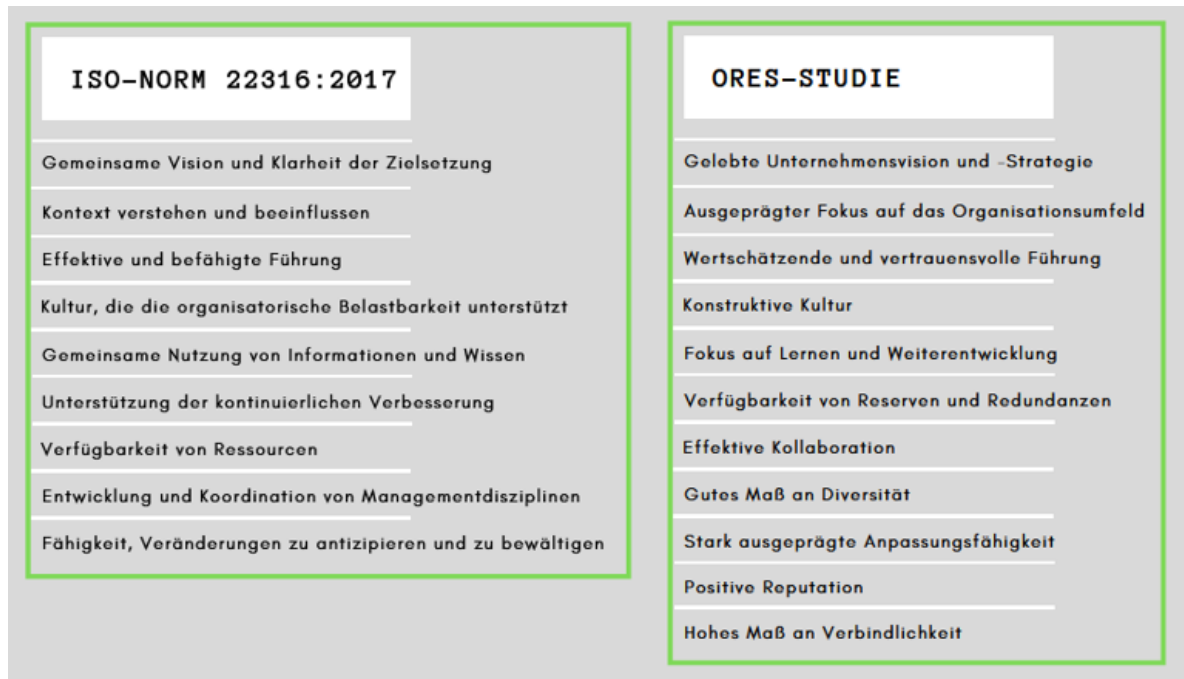 ISO-NORM 22316:2017
Gemeinsame Vision und Klarheit der Zielsetzung
Kontext verstehen und beeinflussen
Effektive und befähigte Führung
Kultur, die die organisatorische Belastbarkeit unterstützt
Gemeinsame Nutzung von Informationen und Wissen
Unterstützung der kontinuierlichen Verbesserung
Verfügbarkeit von Ressourcen
Entwicklung und Koordination von Managementdisziplinen
Fähigkeit, Veränderungen zu antizipieren und zu bewältigen
ORES-STUDIE
Gelebte Unternehmensvision und -Strategie
Ausgeprägter Fokus auf das Organisationsumfeld
Wertschätzende und vertrauensvolle Führung
Konstruktive Kultur
Fokus auf Lernen und Weiterentwicklung
Verfügbarkeit von Reserven und Redundanzen
Effektive Kollaboration
Gutes Maß an Diversität
Stark ausgeprägte Anpassungsfähigkeit
Positive Reputation
Hohes Maß an Verbindlichkeit